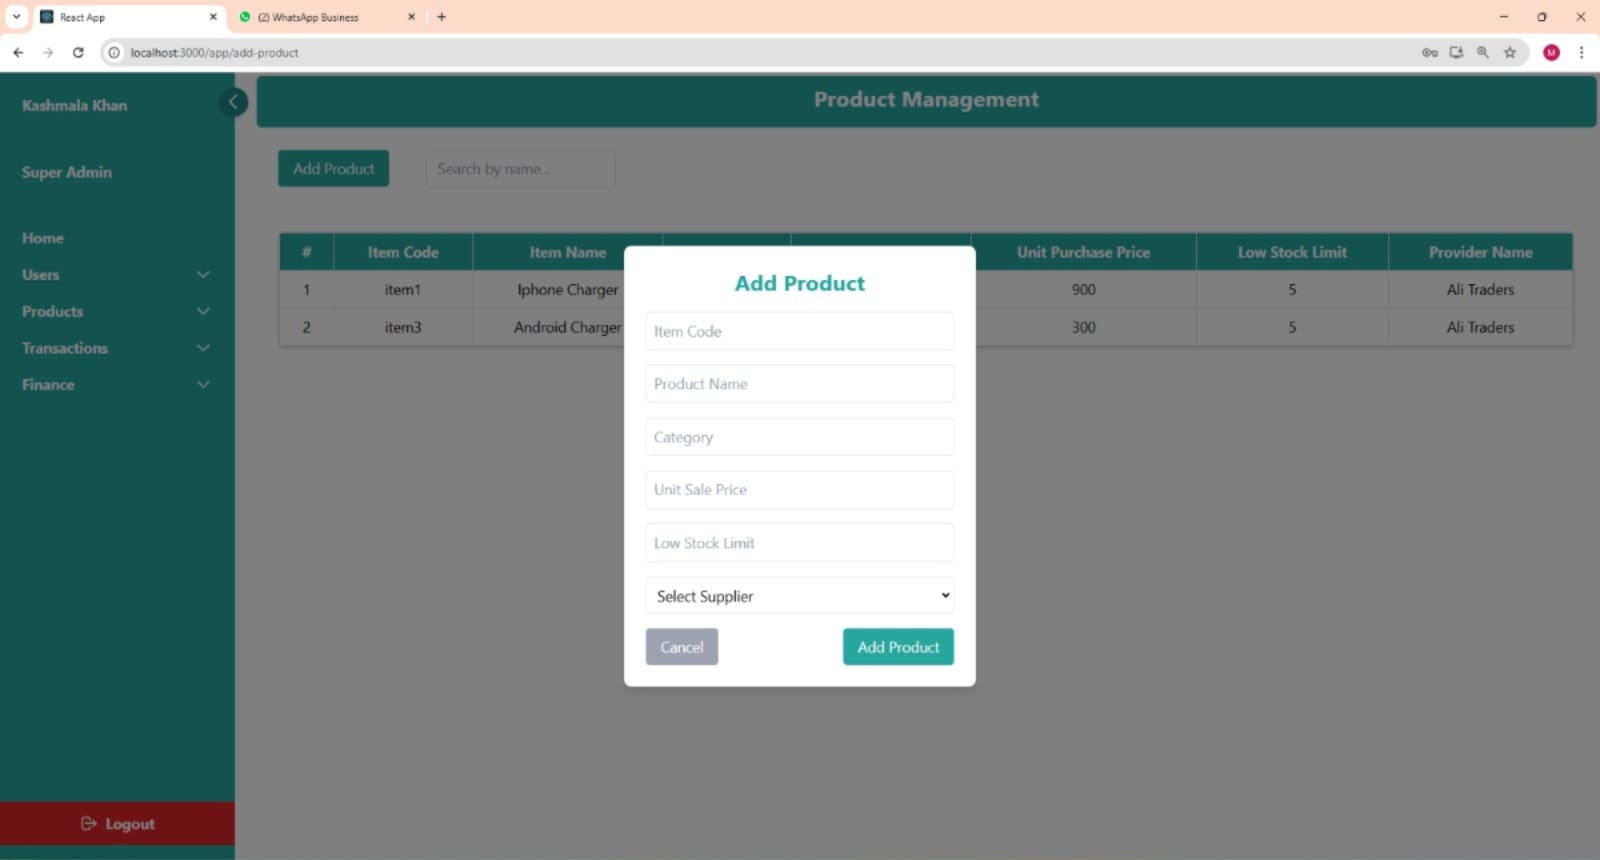 React App
(2) WhatsApp Business
localhost:3000/app/add-product
M
Kashmala Khan
Super Admin
Home
Users
Products
Transactions
Finance
Logout
Product Management
Add Product
Search by name...
# Item Code Item Name Unit Purchase Price Low Stock Limit Provider Name
1 item1 Iphone Charger 900 5 Ali Traders
2 item3 Android Charger 300 5 Ali Traders
Add Product
Item Code
Product Name
Category
Unit Sale Price
Low Stock Limit
Select Supplier
Cancel Add Product